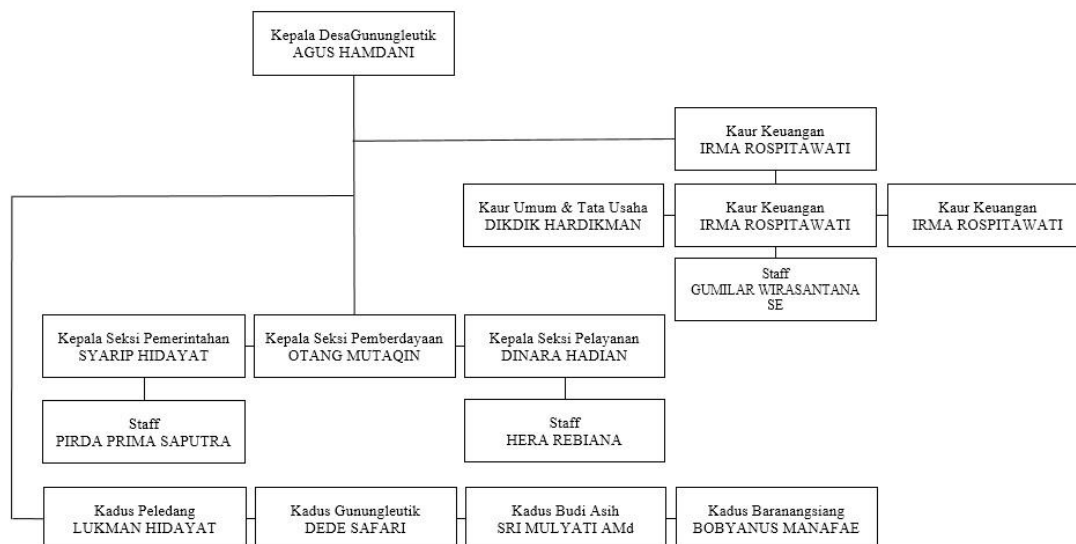 Kepala DesaGunungleutik
AGUS HAMDANI
Kaur Keuangan
IRMA ROSPITAWATI
Kaur Umum & Tata Usaha
DIKDIK HARDIKMAN
Kaur Keuangan
IRMA ROSPITAWATI
Kaur Keuangan
IRMA ROSPITAWATI
Staff
GUMILAR WIRASANTANA
SE
Kepala Seksi Pemerintahan
SYARIP HIDAYAT
Kepala Seksi Pemberdayaan
OTANG MUTAQIN
Kepala Seksi Pelayanan
DINARA HADIAN
Staff
PIRDA PRIMA SAPUTRA
Staff
HERA REBIANA
Kadus Peledang
LUKMAN HIDAYAT
Kadus Gunungleutik
DEDE SAFARI
Kadus Budi Asih
SRI MULYATI AMd
Kadus Baranangsiang
BOBYANUS MANAFAE